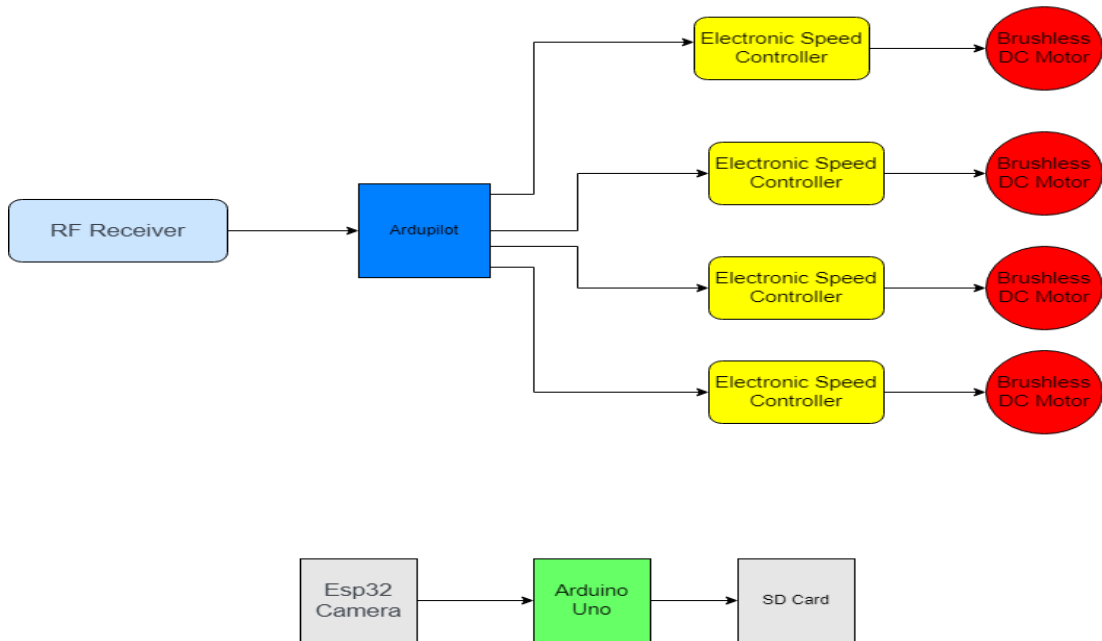 Electronic Speed
Controller
Brushless
DC Motor
Electronic Speed
Controller
Brushless
DC Motor
RF Receiver
Ardupilot
Electronic Speed
Controller
Brushless
DC Motor
Electronic Speed
Controller
Brushless
DC Motor
Esp32
Camera
Arduino
Uno
SD Card